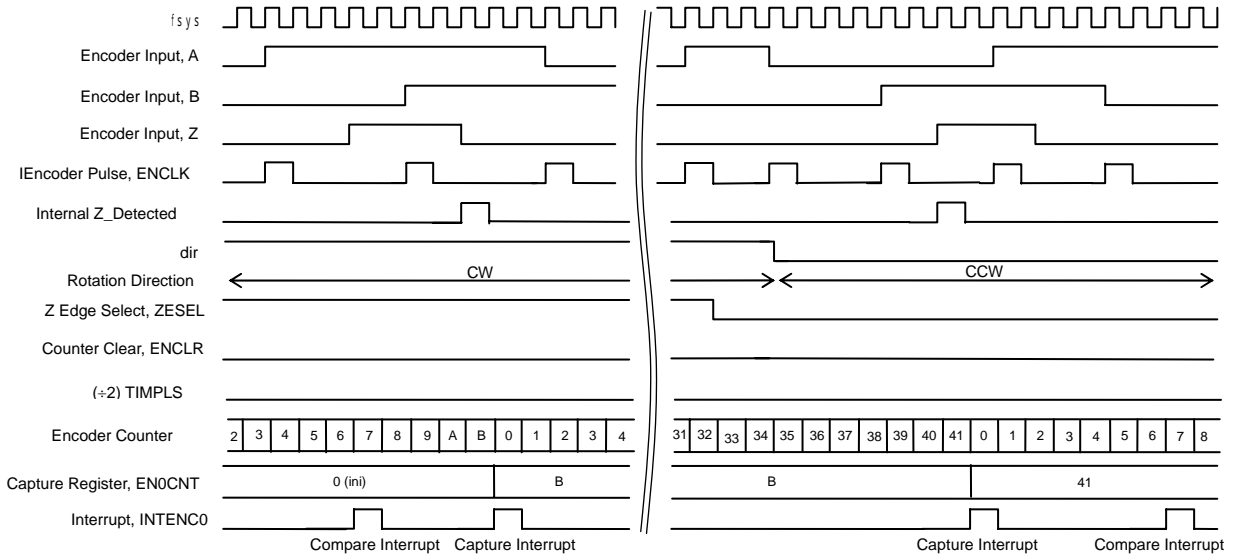 fsys
Encoder Input, A
Encoder Input, B
Encoder Input, Z
IEncoder Pulse, ENCLK
Internal Z_Detected
dir
Rotation Direction CW CCW
Z Edge Select, ZESEL
Counter Clear, ENCLR
(÷2) TIMPLS
Encoder Counter 2 3 4 5 6 7 8 9 A B 0 1 2 3 4 31 32 33 34 35 36 37 38 39 40 41 0 1 2 3 4 5 6 7 8
Capture Register, EN0CNT 0 (ini) B B 41
Interrupt, INTENC0
Compare Interrupt Capture Interrupt Capture Interrupt Compare Interrupt